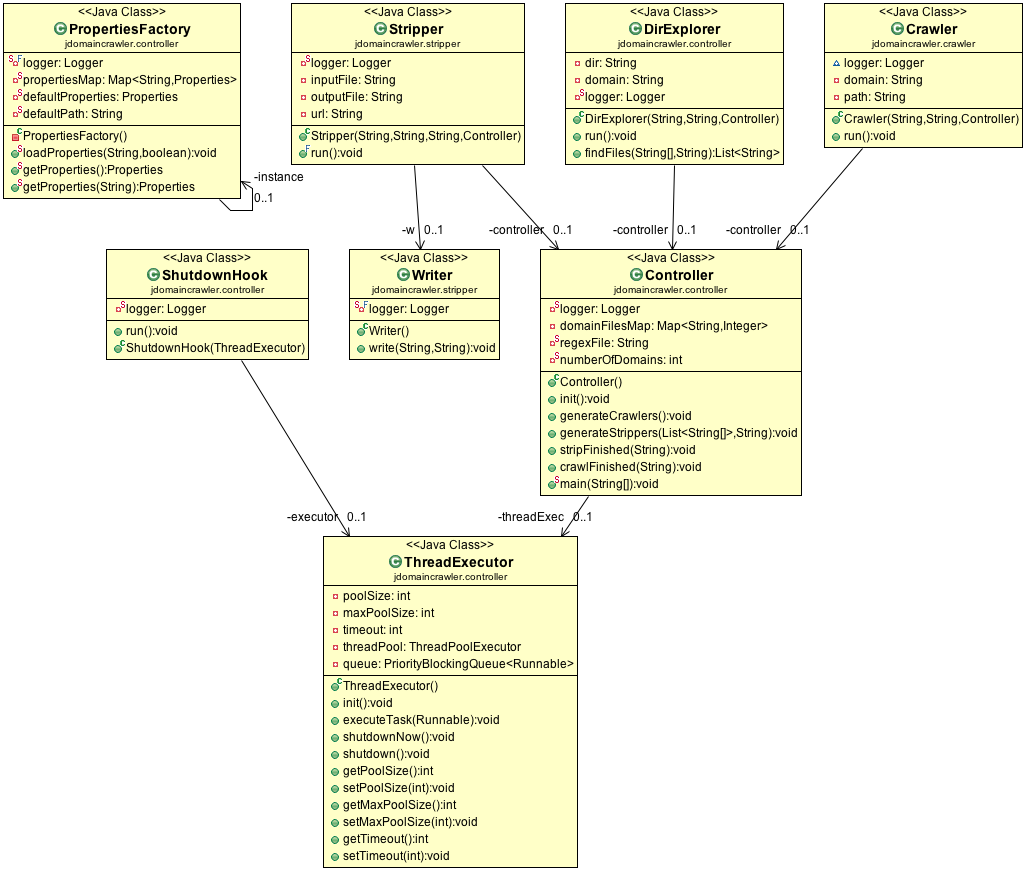 <<Java Class>>
PropertiesFactory
jdomaincrawler.controller
logger: Logger
propertiesMap: Map<String,Properties>
defaultProperties: Properties
defaultPath: String
PropertiesFactory()
loadProperties(String,boolean):void
getProperties():Properties
getProperties(String):Properties
-instance
0..1
<<Java Class>>
Stripper
jdomaincrawler.stripper
logger: Logger
inputFile: String
outputFile: String
url: String
Stripper(String,String,String,Controller)
run():void
<<Java Class>>
DirExplorer
jdomaincrawler.controller
dir: String
domain: String
logger: Logger
DirExplorer(String,String,Controller)
run():void
findFiles(String[],String):List<String>
<<Java Class>>
Crawler
jdomaincrawler.crawler
logger: Logger
domain: String
path: String
Crawler(String,String,Controller)
run():void
-w 0..1
-controller 0..1
-controller 0..1
-controller 0..1
<<Java Class>>
ShutdownHook
jdomaincrawler.controller
logger: Logger
run():void
ShutdownHook(ThreadExecutor)
<<Java Class>>
Writer
jdomaincrawler.stripper
logger: Logger
Writer()
write(String,String):void
<<Java Class>>
Controller
jdomaincrawler.controller
logger: Logger
domainFilesMap: Map<String,Integer>
regexFile: String
numberOfDomains: int
Controller()
init():void
generateCrawlers():void
generateStrippers(List<String[]>,String):void
stripFinished(String):void
crawlFinished(String):void
main(String[]):void
-executor 0..1
-threadExec 0..1
<<Java Class>>
ThreadExecutor
jdomaincrawler.controller
poolSize: int
maxPoolSize: int
timeout: int
threadPool: ThreadPoolExecutor
queue: PriorityBlockingQueue<Runnable>
ThreadExecutor()
init():void
executeTask(Runnable):void
shutdownNow():void
shutdown():void
getPoolSize():int
setPoolSize(int):void
getMaxPoolSize():int
setMaxPoolSize(int):void
getTimeout():int
setTimeout(int):void